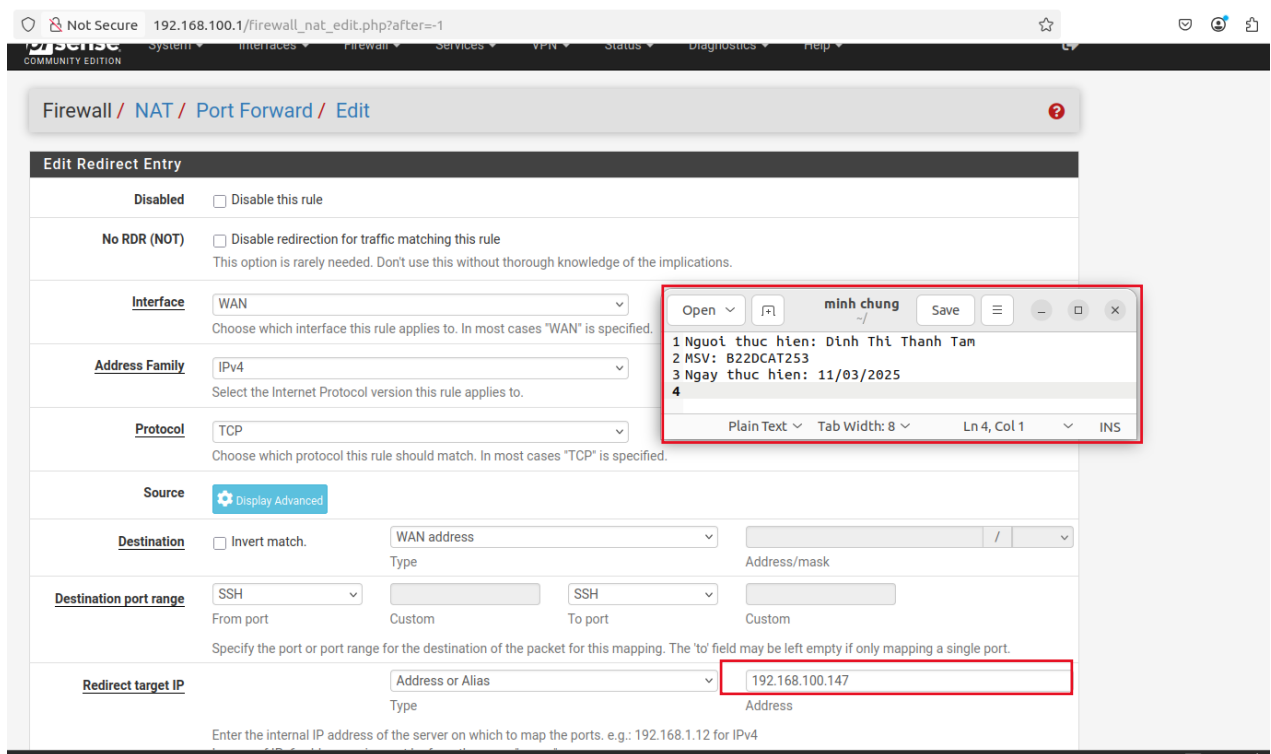 Not Secure 192.168.100.1/firewall_nat_edit.php?after=-1
System Interfaces Firewall Services VPN Status Diagnostics Help
COMMUNITY EDITION
Firewall / NAT / Port Forward / Edit
Edit Redirect Entry
Disabled Disable this rule
No RDR (NOT) Disable redirection for traffic matching this rule
This option is rarely needed. Don't use this without thorough knowledge of the implications.
Interface WAN
Choose which interface this rule applies to. In most cases "WAN" is specified.
Address Family IPv4
Select the Internet Protocol version this rule applies to.
Protocol TCP
Choose which protocol this rule should match. In most cases "TCP" is specified.
Open minh chung Save
~/
1 Nguoi thuc hien: Dinh Thi Thanh Tam
2 MSV: B22DCAT253
3 Ngay thuc hien: 11/03/2025
4
Plain Text Tab Width: 8 Ln 4, Col 1 INS
Source Display Advanced
Destination Invert match. WAN address /
Type Address/mask
Destination port range SSH SSH
From port Custom To port Custom
Specify the port or port range for the destination of the packet for this mapping. The 'to' field may be left empty if only mapping a single port.
Redirect target IP Address or Alias 192.168.100.147
Type Address
Enter the internal IP address of the server on which to map the ports. e.g.: 192.168.1.12 for IPv4